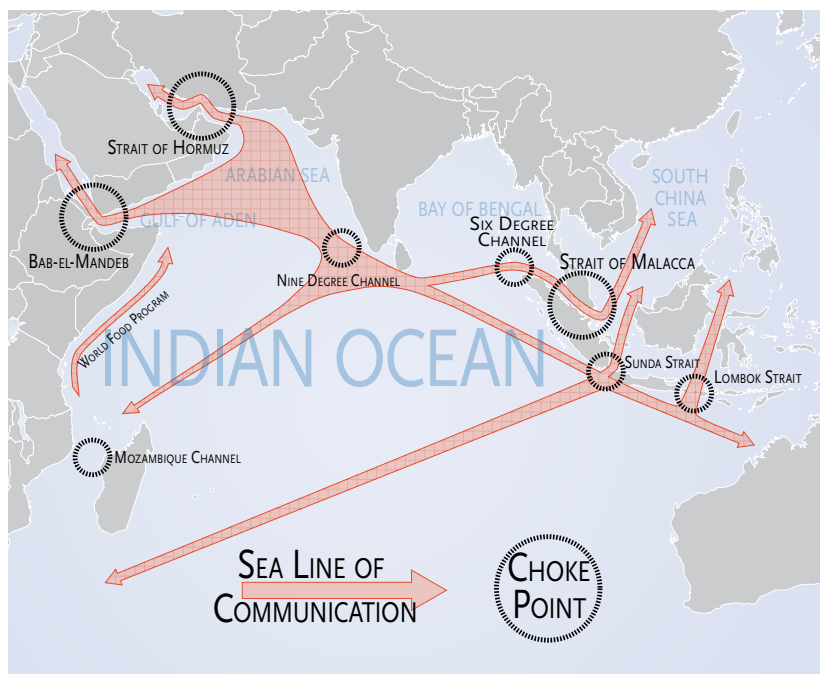 Strait of Hormuz
Arabian Sea
South
China
Sea
Bay of Bengal
Gulf of Aden
Six Degree
Channel
Bab-el-Mandeb
Strait of Malacca
Nine Degree Channel
World Food Program
Indian Ocean
Sunda Strait
Lombok Strait
Mozambique Channel
Sea Line of
Communication
Choke
Point